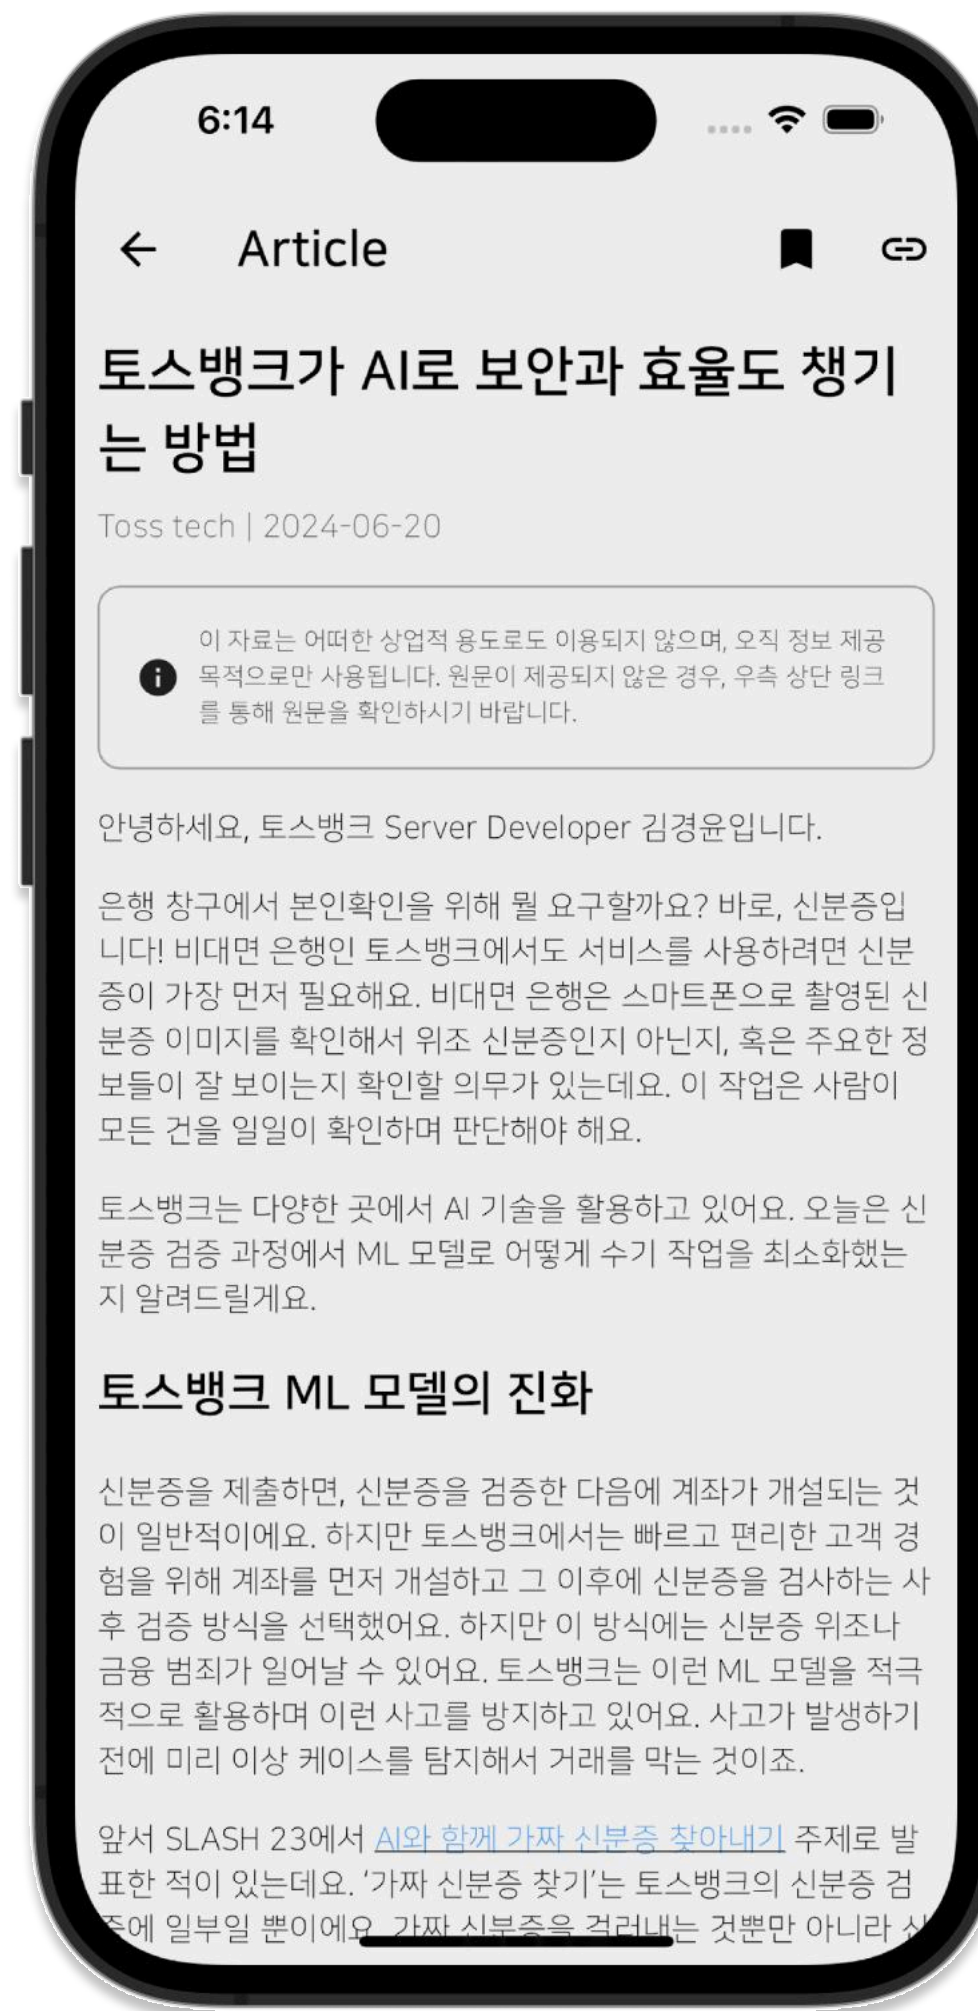 6:14
Article
토스뱅크가 AI로 보안과 효율도 챙기
는 방법
Toss tech | 2024-06-20
이 자료는 어떠한 상업적 용도로도 이용되지 않으며, 오직 정보 제공
목적으로만 사용됩니다. 원문이 제공되지 않은 경우, 우측 상단 링크
를 통해 원문을 확인하시기 바랍니다.
안녕하세요, 토스뱅크 Server Developer 김경윤입니다.
은행 창구에서 본인확인을 위해 뭘 요구할까요? 바로, 신분증입
니다! 비대면 은행인 토스뱅크에서도 서비스를 사용하려면 신분
증이 가장 먼저 필요해요. 비대면 은행은 스마트폰으로 촬영된 신
분증 이미지를 확인해서 위조 신분증인지 아닌지, 혹은 주요한 정
보들이 잘 보이는지 확인할 의무가 있는데요. 이 작업은 사람이
모든 건을 일일이 확인하며 판단해야 해요.
토스뱅크는 다양한 곳에서 AI 기술을 활용하고 있어요. 오늘은 신
분증 검증 과정에서 ML 모델로 어떻게 수기 작업을 최소화했는
지 알려드릴게요.
토스뱅크 ML 모델의 진화
신분증을 제출하면, 신분증을 검증한 다음에 계좌가 개설되는 것
이 일반적이에요. 하지만 토스뱅크에서는 빠르고 편리한 고객 경
험을 위해 계좌를 먼저 개설하고 그 이후에 신분증을 검사하는 사
후 검증 방식을 선택했어요. 하지만 이 방식에는 신분증 위조나
금융 범죄가 일어날 수 있어요. 토스뱅크는 이런 ML 모델을 적극
적으로 활용하며 이런 사고를 방지하고 있어요. 사고가 발생하기
전에 미리 이상 케이스를 탐지해서 거래를 막는 것이죠.
앞서 SLASH 23에서 AI와 함께 가짜 신분증 찾아내기 주제로 발
표한 적이 있는데요. ‘가짜 신분증 찾기’는 토스뱅크의 신분증 검
증에 일부일 뿐이에요. 가짜 신분증을 걸러내는 것뿐만 아니라 신